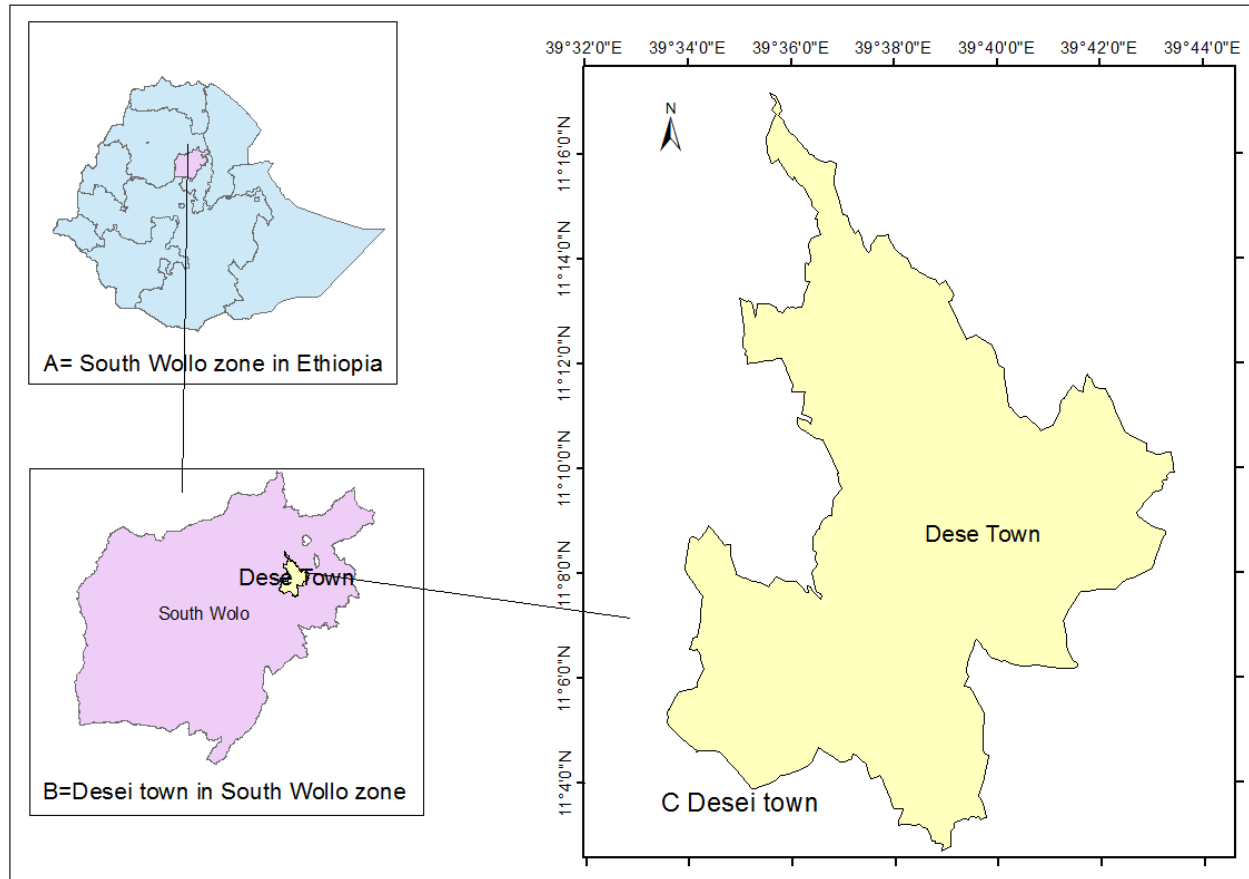 A= South Wollo zone in Ethiopia
Dese Town
South Wolo
B=Desei town in South Wollo zone
39°32'0"E 39°34'0"E 39°36'0"E 39°38'0"E 39°40'0"E 39°42'0"E 39°44'0"E
N
11°16'0"N
11°14'0"N
11°12'0"N
11°10'0"N
11°8'0"N
11°6'0"N
11°4'0"N
Dese Town
C Desei town